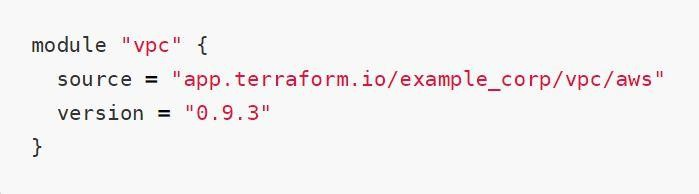 module "vpc" {
  source = "app.terraform.io/example_corp/vpc/aws"
  version = "0.9.3"
}